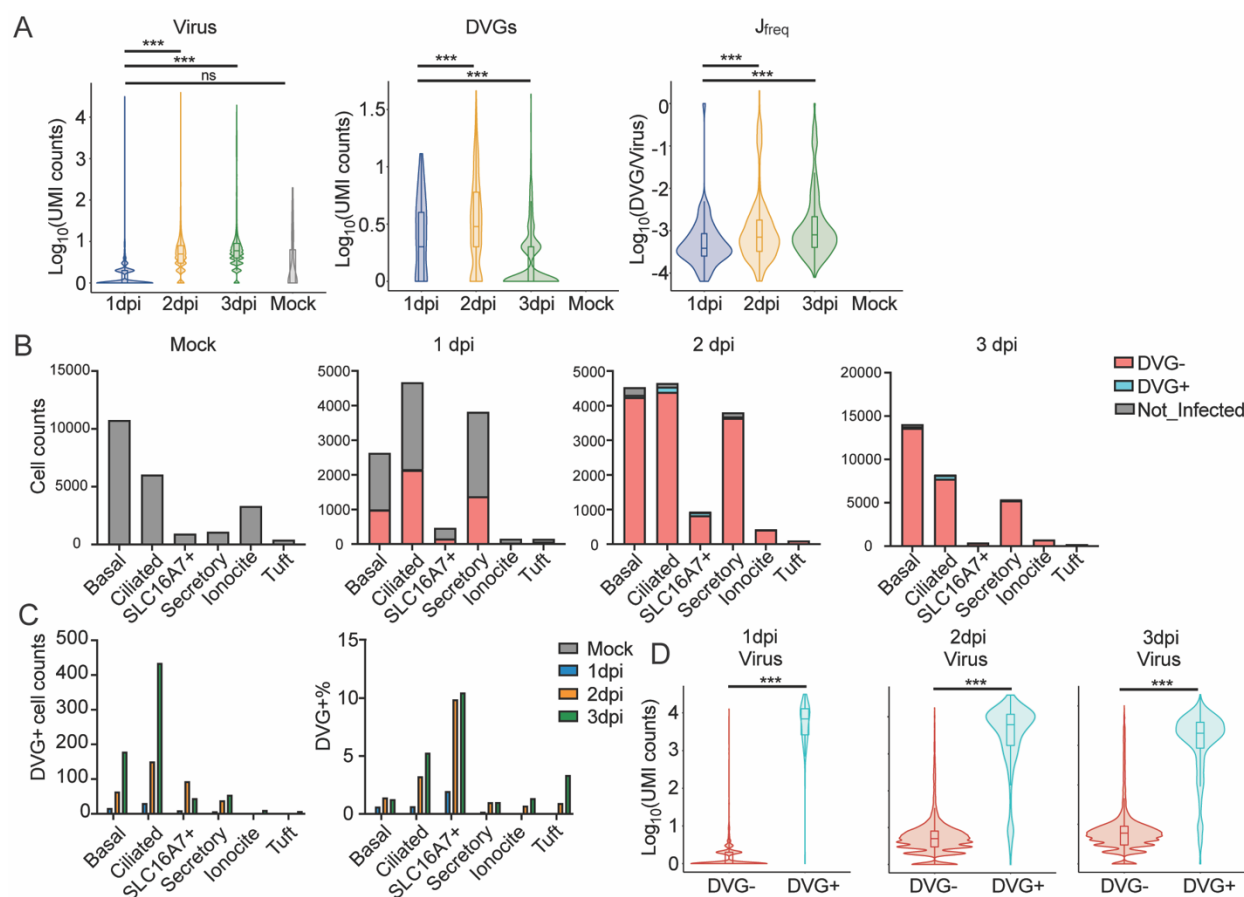 A
Virus
***
***
ns
Log10(UMI counts)
4
3
2
1
0
1dpi
2dpi
3dpi
Mock
DVGs
***
***
Log10(UMI counts)
1.5
1.0
0.5
0
1dpi
2dpi
3dpi
Mock
Jfreq
***
***
Log10(DVG/Virus)
0
-1
-2
-3
-4
1dpi
2dpi
3dpi
Mock
B
Mock
Cell counts
15000
10000
5000
0
Basal
Ciliated
SLC16A7+
Secretory
Ionocite
Tuft
1 dpi
5000
4000
3000
2000
1000
0
Basal
Ciliated
SLC16A7+
Secretory
Ionocite
Tuft
2 dpi
5000
4000
3000
2000
1000
0
Basal
Ciliated
SLC16A7+
Secretory
Ionocite
Tuft
3 dpi
20000
15000
10000
5000
0
Basal
Ciliated
SLC16A7+
Secretory
Ionocite
Tuft
DVG-
DVG+
Not_Infected
C
DVG+ cell counts
500
400
300
200
100
0
Basal
Ciliated
SLC16A7+
Secretory
Ionocite
Tuft
DVG+%
15
10
5
0
Basal
Ciliated
SLC16A7+
Secretory
Ionocite
Tuft
Mock
1dpi
2dpi
3dpi
D
1dpi
Virus
***
Log10(UMI counts)
4
3
2
1
0
DVG-
DVG+
2dpi
Virus
***
DVG-
DVG+
3dpi
Virus
***
DVG-
DVG+